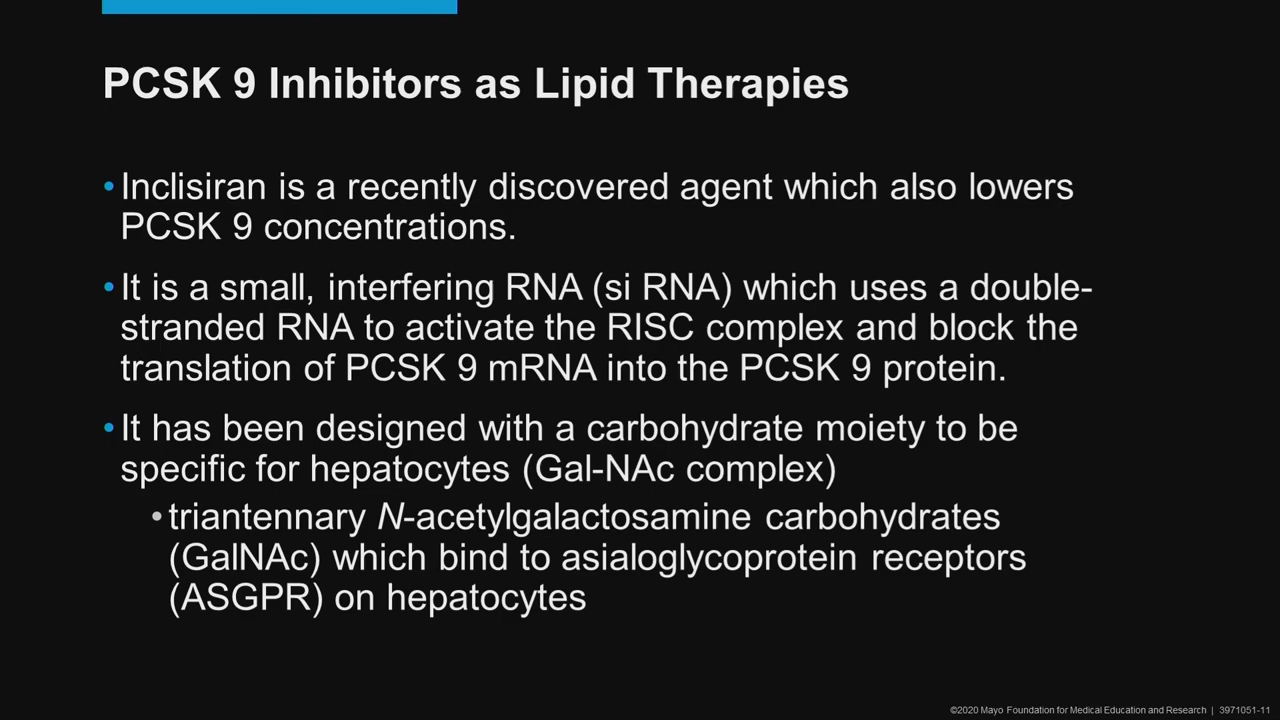 PCSK 9 Inhibitors as Lipid Therapies
•Inclisiran is a recently discovered agent which also lowers
PCSK 9 concentrations.
•It is a small, interfering RNA (si RNA) which uses a double-
stranded RNA to activate the RISC complex and block the
translation of PCSK 9 mRNA into the PCSK 9 protein.
•It has been designed with a carbohydrate moiety to be
specific for hepatocytes (Gal-NAc complex)
•triantennary N-acetylgalactosamine carbohydrates
(GalNAc) which bind to asialoglycoprotein receptors
(ASGPR) on hepatocytes
©2020 Mayo Foundation for Medical Education and Research | 3971051-11